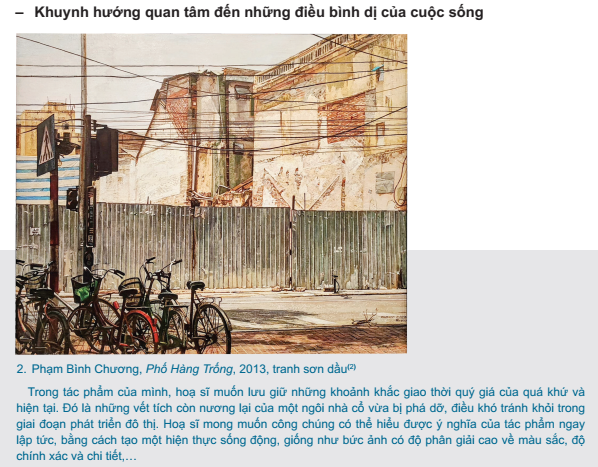 – Khuynh hướng quan tâm đến những điều bình dị của cuộc sống
2. Phạm Bình Chương, Phố Hàng Trống, 2013, tranh sơn dầu(2)
Trong tác phẩm của mình, hoạ sĩ muốn lưu giữ những khoảnh khắc giao thời quý giá của quá khứ và
hiện tại. Đó là những vết tích còn nương lại của một ngôi nhà cổ vừa bị phá dỡ, điều khó tránh khỏi trong
giai đoạn phát triển đô thị. Hoạ sĩ mong muốn công chúng có thể hiểu được ý nghĩa của tác phẩm ngay
lập tức, bằng cách tạo một hiện thực sống động, giống như bức ảnh có độ phân giải cao về màu sắc, độ
chính xác và chi tiết,…